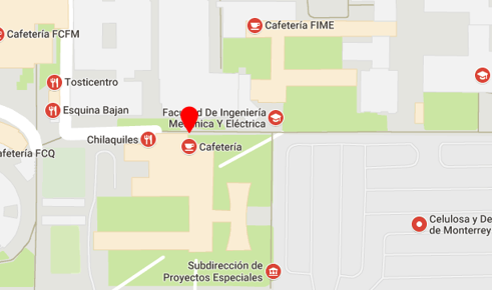 Cafetería FIME
Cafetería FCFM
Tosticentro
Esquina Bajan
Facultad De Ingeniería
Mecánica Y Eléctrica
Chilaquiles
Cafetería
afetería FCQ
Celulosa y De
de Monterrey
Subdirección de
Proyectos Especiales